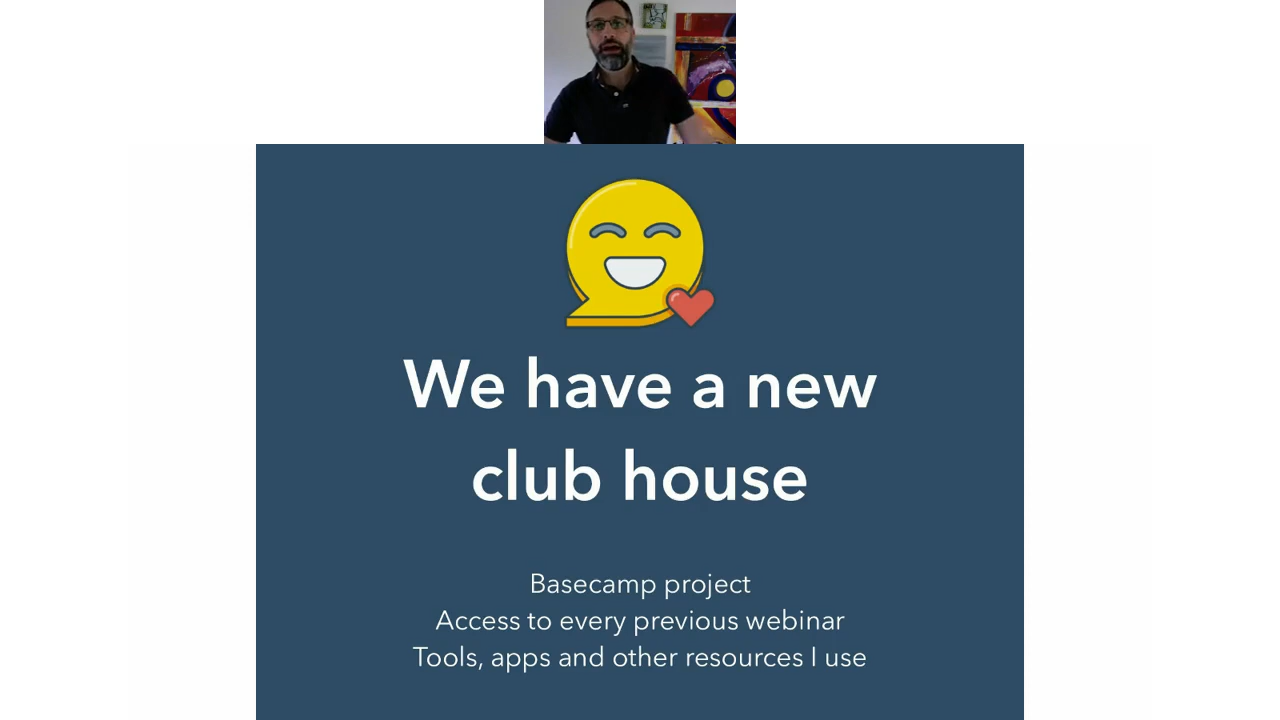 We have a new
club house
Basecamp project
Access to every previous webinar
Tools, apps and other resources I use